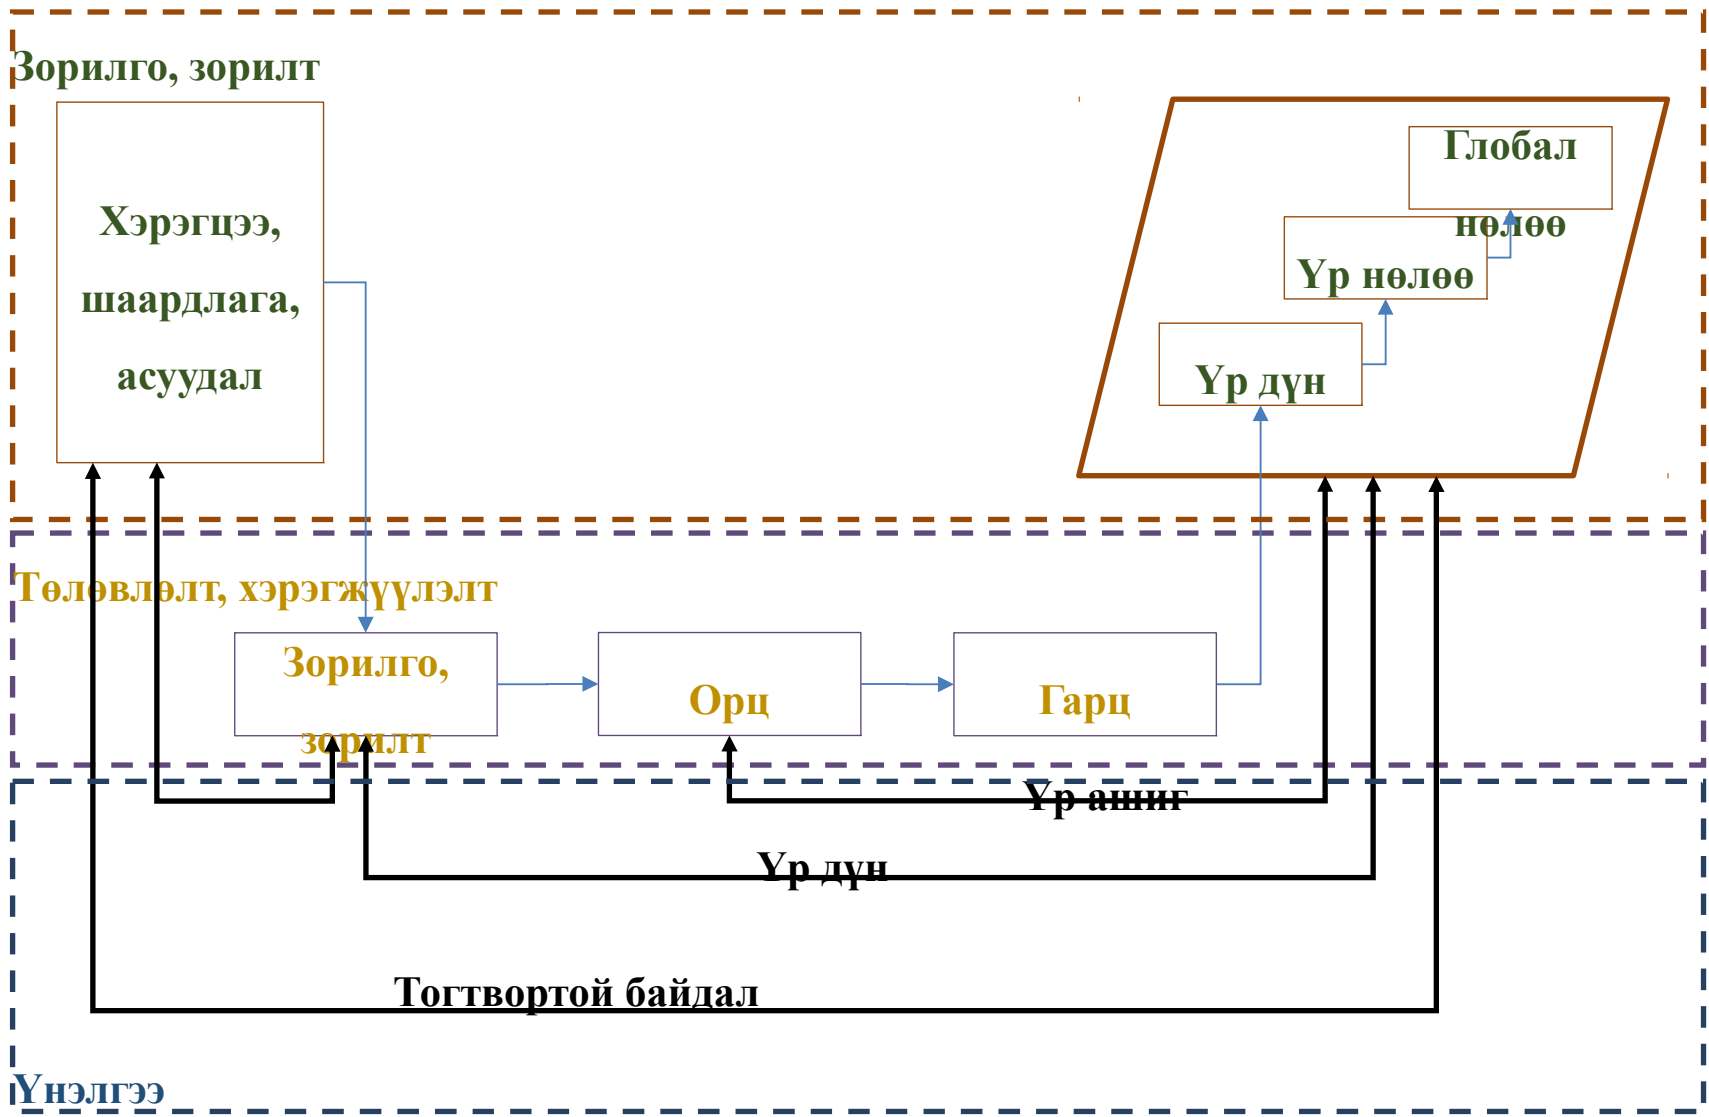 Зорилго, зорилт
Хэрэгцээ,
шаардлага,
асуудал
Глобал
нөлөө
Үр нөлөө
Үр дүн
Төлөвлөлт, хэрэгжүүлэлт
Зорилго,
зорилт
Орц
Гарц
Үр ашиг
Үр дүн
Тогтвортой байдал
Үнэлгээ